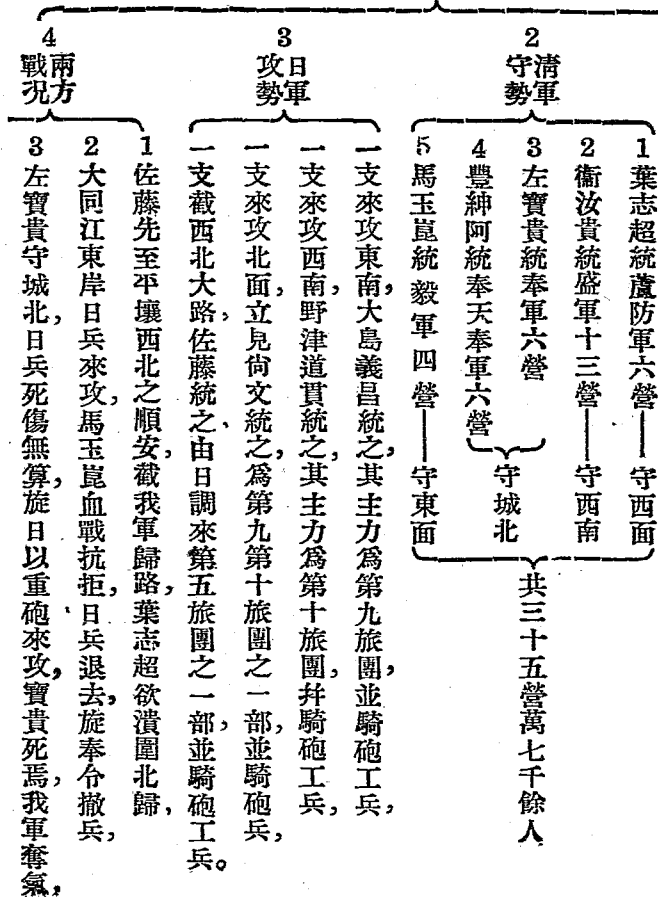 2
清軍
守勢
1 葉志超統蘆防軍六營——守西面
2 衞汝貴統盛軍十三營——守西南
3 左寶貴統奉軍六營
4 豐紳阿統奉天奉軍六營
守城北
5 馬玉崑統毅軍四營——守東面
共三十五營萬七千餘人
3
日軍
攻勢
一支來攻東南，大島義昌統之，其主力爲第九旅團，並騎砲工兵，
一支來攻西南，野津道貫統之，其主力爲第十旅團，幷騎砲工兵，
一支來攻北面，立見尙文統之，爲第九第十旅團之一部，並騎砲兵，
一支截西北大路，佐藤統之，由日調來第五旅團之一部，並騎砲工兵。
4
兩方
戰況
1 佐藤先至平壤西北之順安，截我軍歸路，葉志超欲潰圍北歸，
2 大同江東岸日兵來攻，馬玉崑血戰抗拒，日兵退去，旋奉令撤兵，
3 左寶貴守城北，日兵死傷無算，旋日以重砲來攻，寶貴死焉，我軍奪氣，